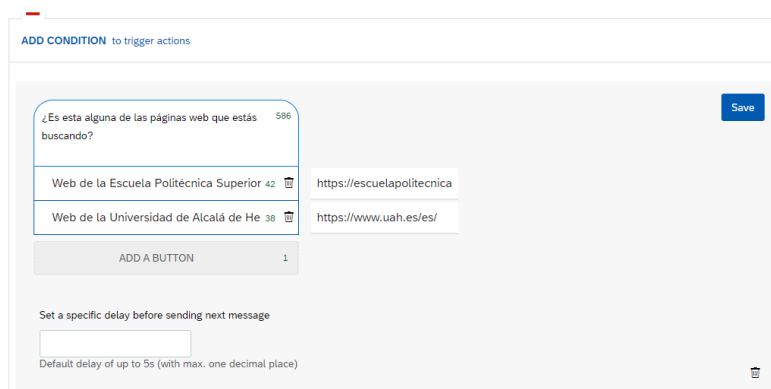 ADD CONDITION to trigger actions
Save
¿Es esta alguna de las páginas web que estás 586
buscando?
Web de la Escuela Politécnica Superior 42 https://escuelapolitecnica
Web de la Universidad de Alcalá de He 38 https://www.uah.es/es/
ADD A BUTTON 1
Set a specific delay before sending next message
Default delay of up to 5s (with max. one decimal place)